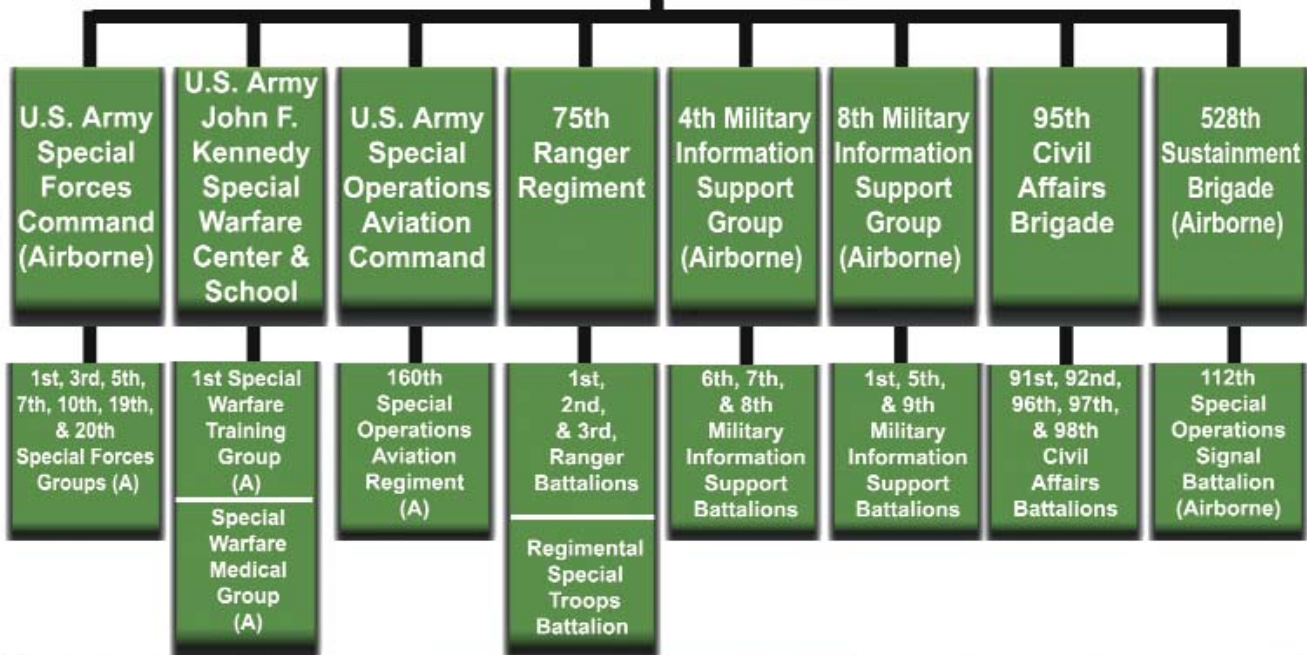 U.S. Army
Special
Forces
Command
(Airborne)
U.S. Army
John F.
Kennedy
Special
Warfare
Center &
School
U.S. Army
Special
Operations
Aviation
Command
75th
Ranger
Regiment
4th Military
Information
Support
Group
(Airborne)
8th Military
Information
Support
Group
(Airborne)
95th
Civil
Affairs
Brigade
528th
Sustainment
Brigade
(Airborne)
1st, 3rd, 5th,
7th, 10th, 19th,
& 20th
Special Forces
Groups (A)
1st Special
Warfare
Training
Group
(A)
Special
Warfare
Medical
Group
(A)
160th
Special
Operations
Aviation
Regiment
(A)
1st,
2nd,
& 3rd,
Ranger
Battalions
Regimental
Special
Troops
Battalion
6th, 7th,
& 8th
Military
Information
Support
Battalions
1st, 5th,
& 9th
Military
Information
Support
Battalions
91st, 92nd,
96th, 97th,
& 98th
Civil
Affairs
Battalions
112th
Special
Operations
Signal
Battalion
(Airborne)